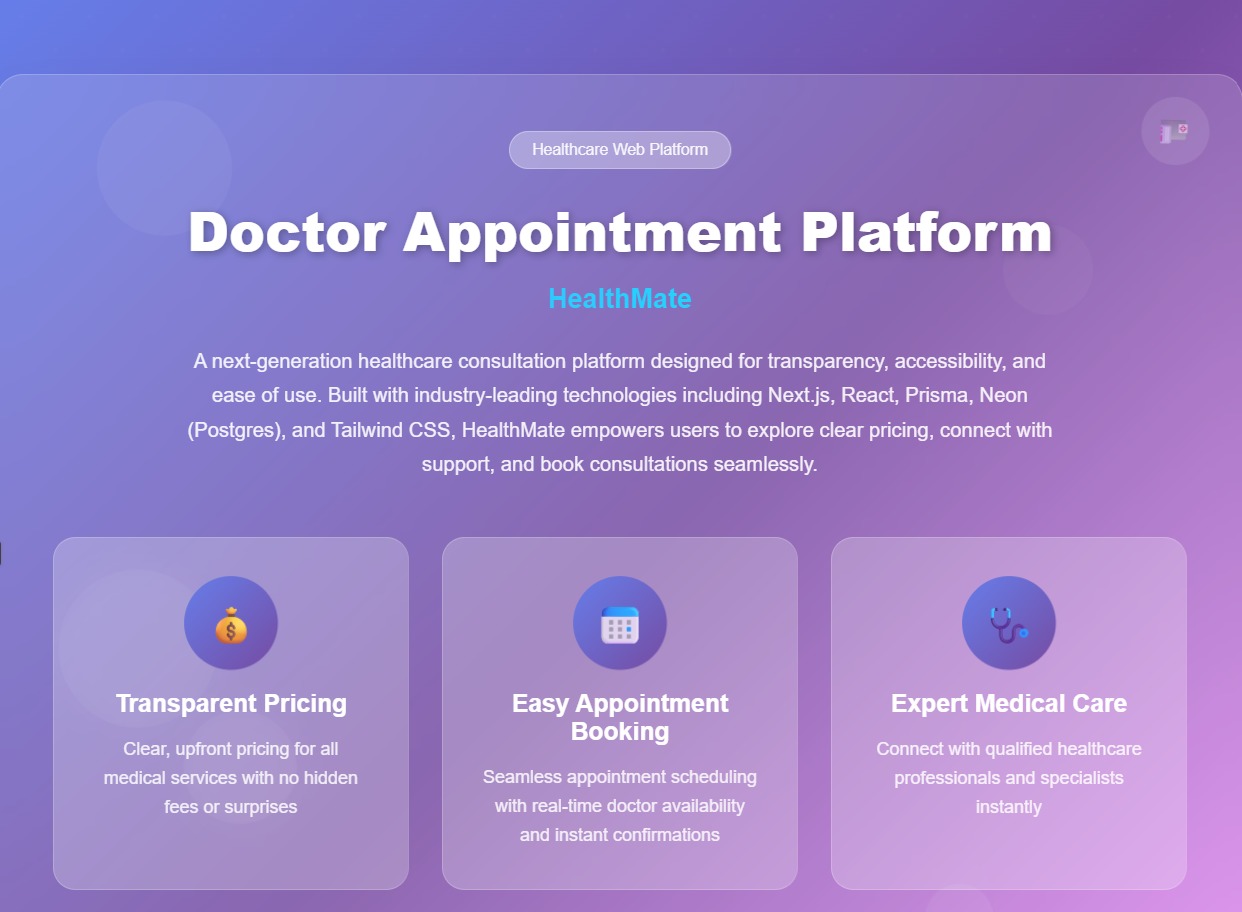 Healthcare Web Platform
Doctor Appointment Platform
HealthMate
A next-generation healthcare consultation platform designed for transparency, accessibility, and
ease of use. Built with industry-leading technologies including Next.js, React, Prisma, Neon
(Postgres), and Tailwind CSS, HealthMate empowers users to explore clear pricing, connect with
support, and book consultations seamlessly.
Transparent Pricing
Clear, upfront pricing for all
medical services with no hidden
fees or surprises
Easy Appointment
Booking
Seamless appointment scheduling
with real-time doctor availability
and instant confirmations
Expert Medical Care
Connect with qualified healthcare
professionals and specialists
instantly